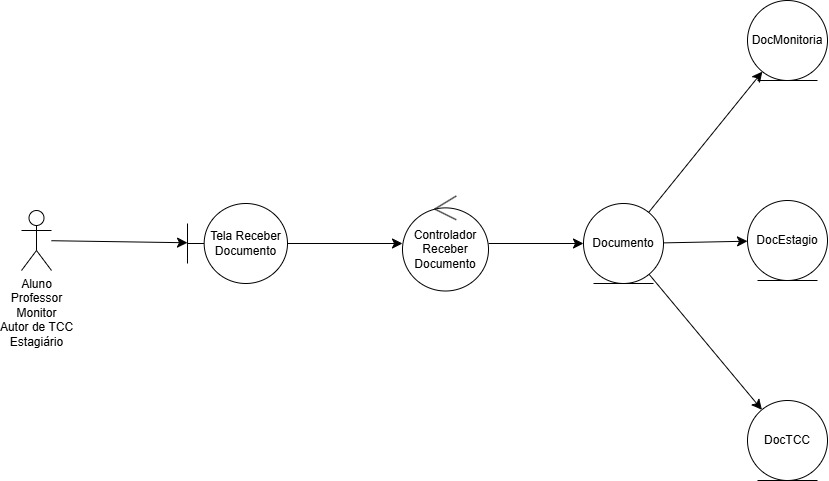 DocMonitoria
Tela Receber
Documento
Controlador
Receber
Documento
Documento
DocEstagio
Aluno
Professor
Monitor
Autor de TCC
Estagiário
DocTCC